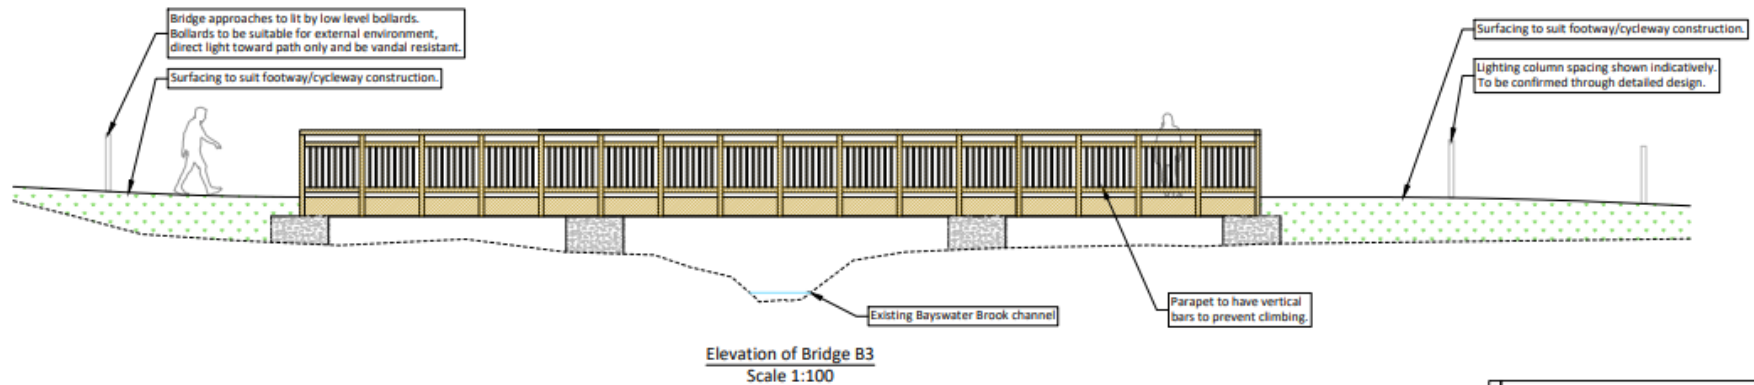 Bridge approaches to lit by low level bollards.
Bollards to be suitable for external environment,
direct light toward path only and be vandal resistant.
Surfacing to suit footway/cycleway construction.
Surfacing to suit footway/cycleway construction.
Lighting column spacing shown indicatively.
To be confirmed through detailed design.
Parapet to have vertical
bars to prevent climbing.
Existing Bayswater Brook channel
Elevation of Bridge B3
Scale 1:100